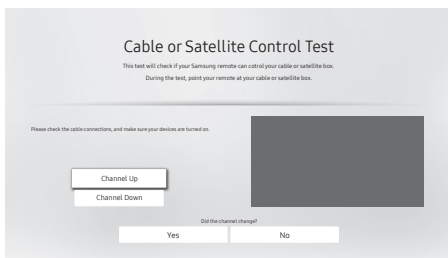 Cable or Satellite Control Test
This test will check if your Samsung remote can cotrol your cable or satellite box.
During the test, point your remote at your cable or satellite box.
Please check the cable connections, and make sure your devices are turned on.
Channel Up
Channel Down
Did the channel change?
Yes
No